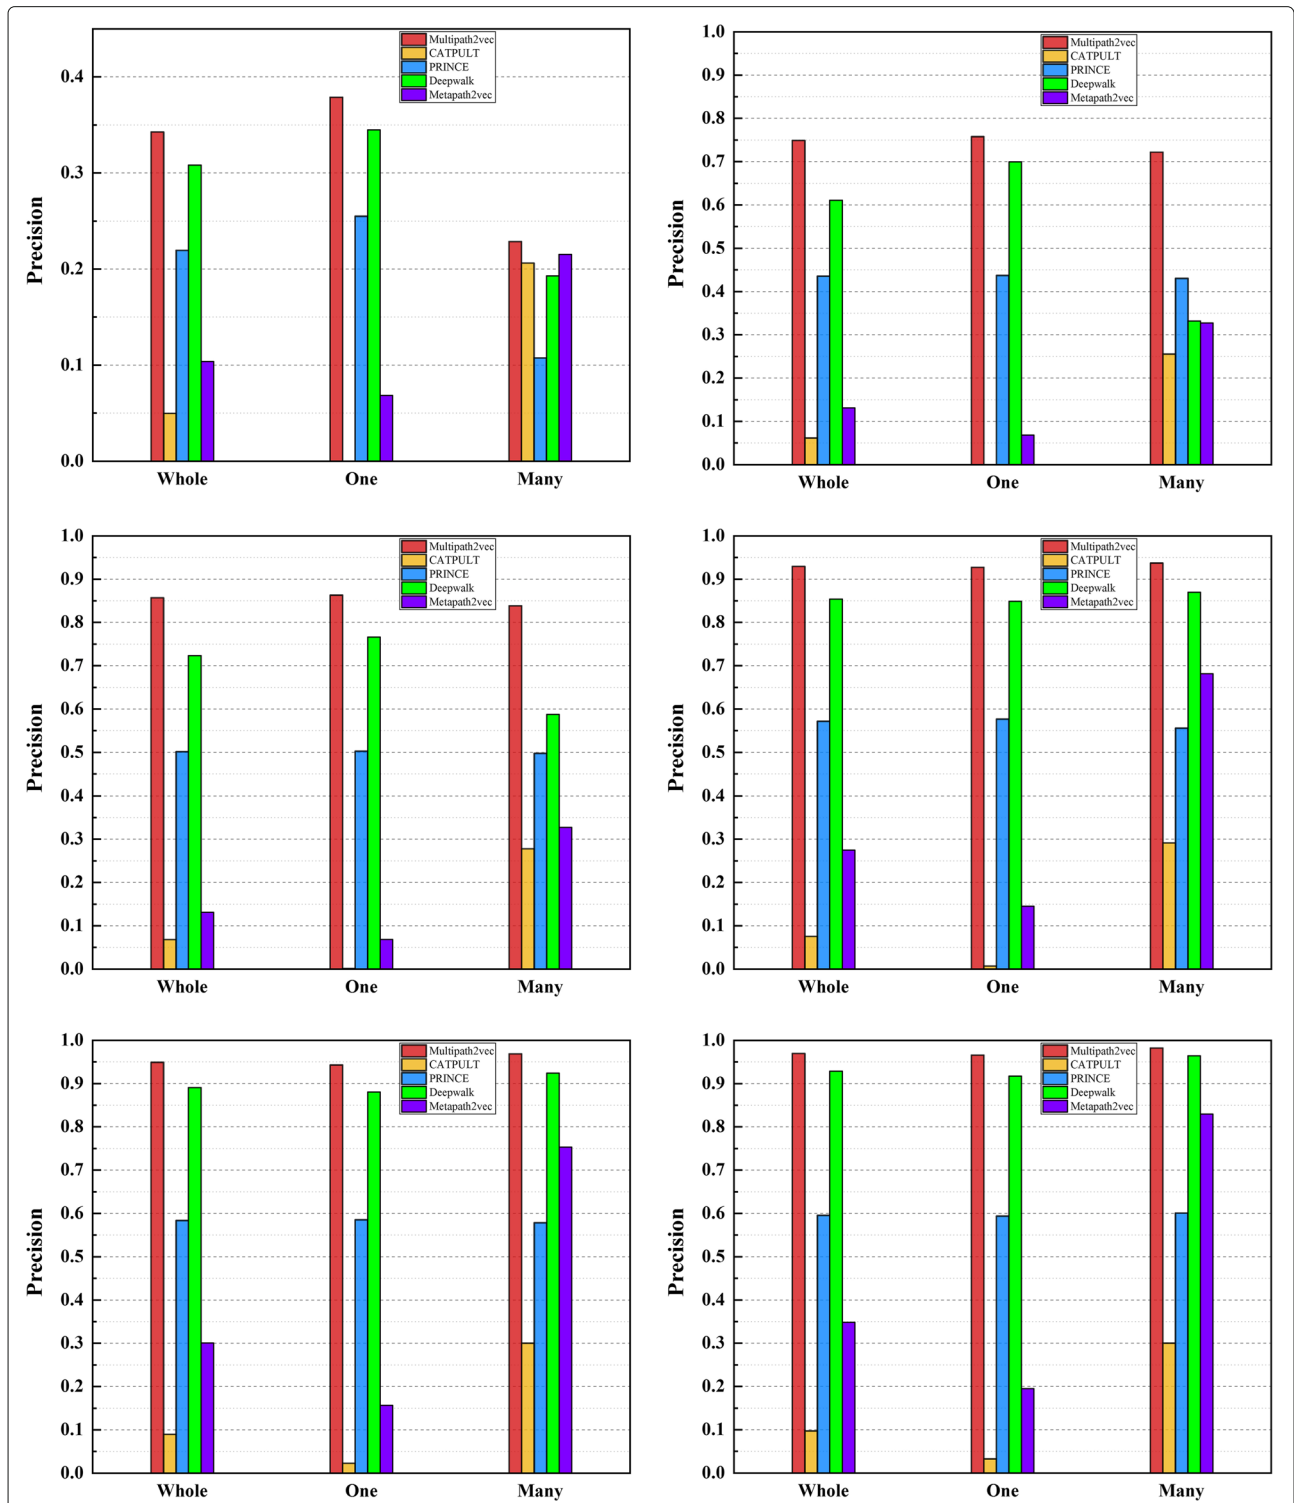 Multipath2vec
CATPULT
PRINCE
Deepwalk
Metapath2vec
0.4
0.3
0.2
0.1
0.0
Precision
Whole One Many
Multipath2vec
CATPULT
PRINCE
Deepwalk
Metapath2vec
1.0
0.9
0.8
0.7
0.6
0.5
0.4
0.3
0.2
0.1
0.0
Precision
Whole One Many
Multipath2vec
CATPULT
PRINCE
Deepwalk
Metapath2vec
1.0
0.9
0.8
0.7
0.6
0.5
0.4
0.3
0.2
0.1
0.0
Precision
Whole One Many
Multipath2vec
CATPULT
PRINCE
Deepwalk
Metapath2vec
1.0
0.9
0.8
0.7
0.6
0.5
0.4
0.3
0.2
0.1
0.0
Precision
Whole One Many
Multipath2vec
CATPULT
PRINCE
Deepwalk
Metapath2vec
1.0
0.9
0.8
0.7
0.6
0.5
0.4
0.3
0.2
0.1
0.0
Precision
Whole One Many
Multipath2vec
CATPULT
PRINCE
Deepwalk
Metapath2vec
1.0
0.9
0.8
0.7
0.6
0.5
0.4
0.3
0.2
0.1
0.0
Precision
Whole One Many